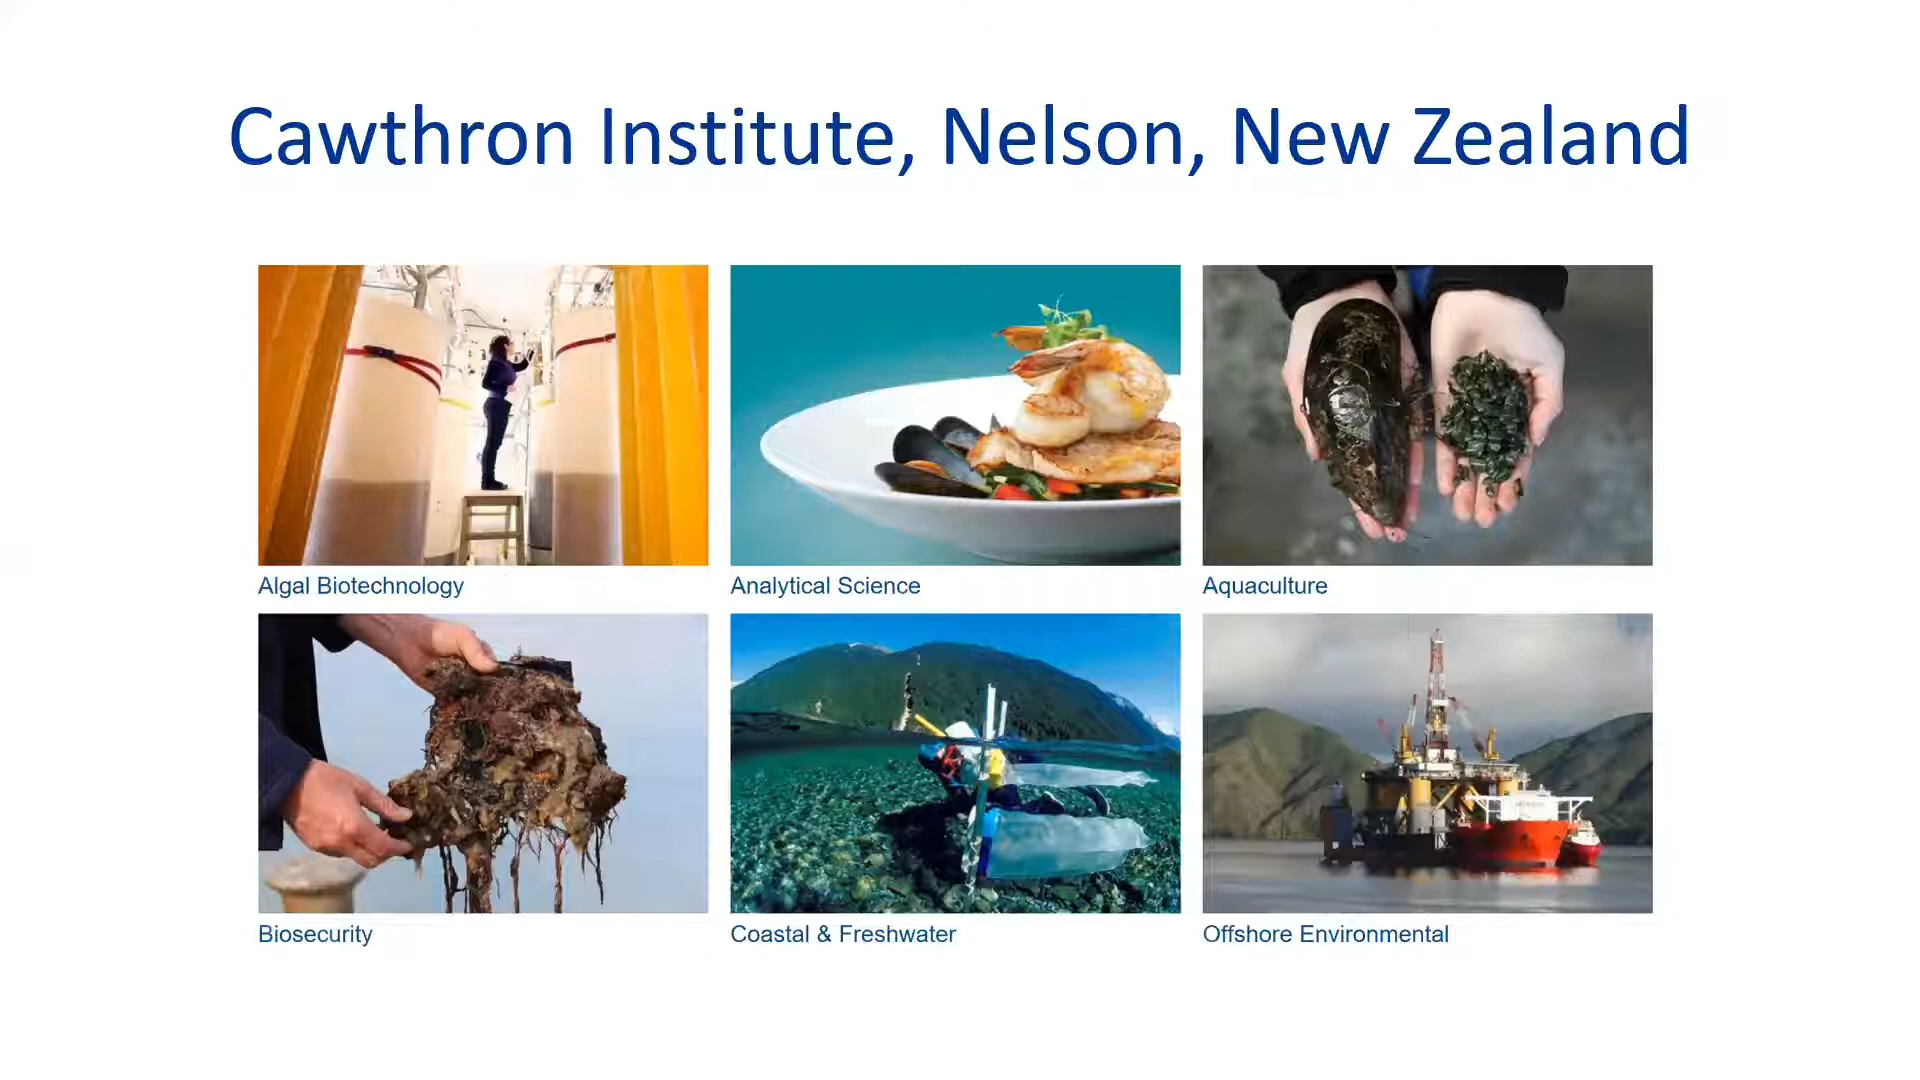 Cawthron Institute, Nelson, New Zealand
Algal Biotechnology
Analytical Science
Aquaculture
Biosecurity
Coastal & Freshwater
Offshore Environmental